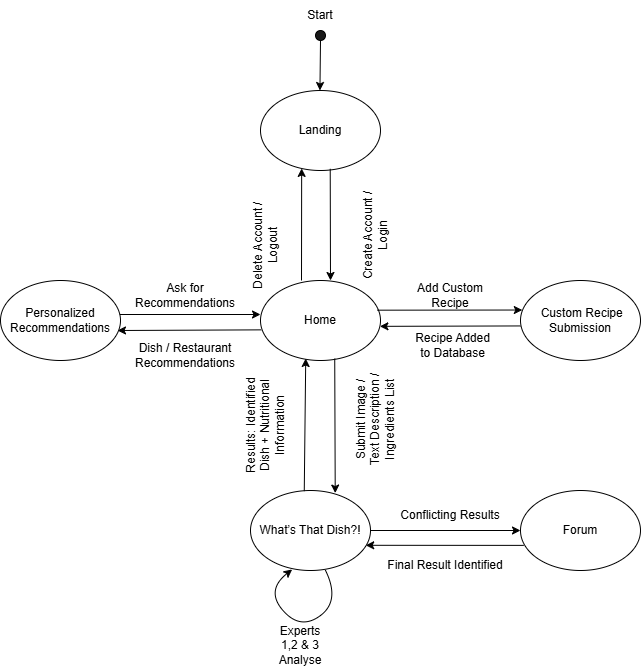 Start
Landing
Delete Account /
Logout
Create Account /
Login
Personalized
Recommendations
Ask for
Recommendations
Dish / Restaurant
Recommendations
Home
Add Custom
Recipe
Recipe Added
to Database
Custom Recipe
Submission
Results: Identified
Dish + Nutritional
Information
Submit Image /
Text Description /
Ingredients List
What's That Dish?!
Conflicting Results
Final Result Identified
Forum
Experts
1,2 & 3
Analyse